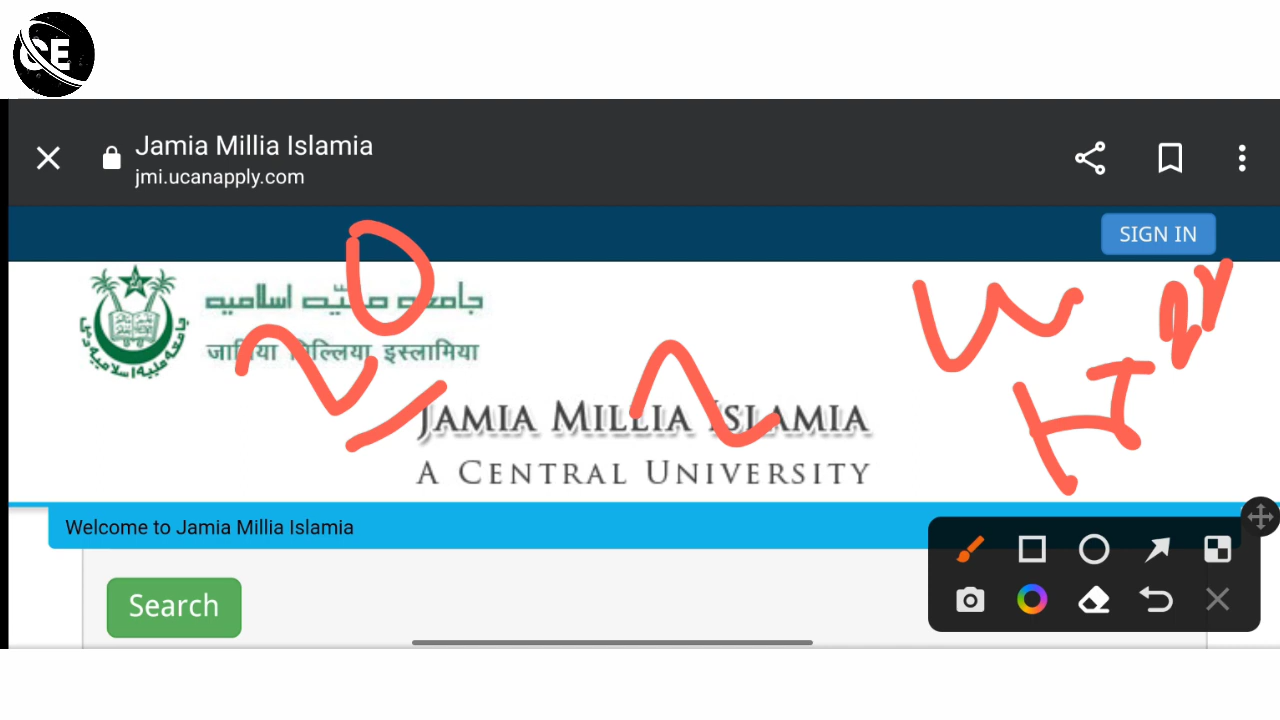 CE
Jamia Millia Islamia
jmi.ucanapply.com
SIGN IN
جامعہ ملیہ اسلامیہ
जामिया मिल्लिया इस्लामिया
JAMIA MILLIA ISLAMIA
A CENTRAL UNIVERSITY
Welcome to Jamia Millia Islamia
Search